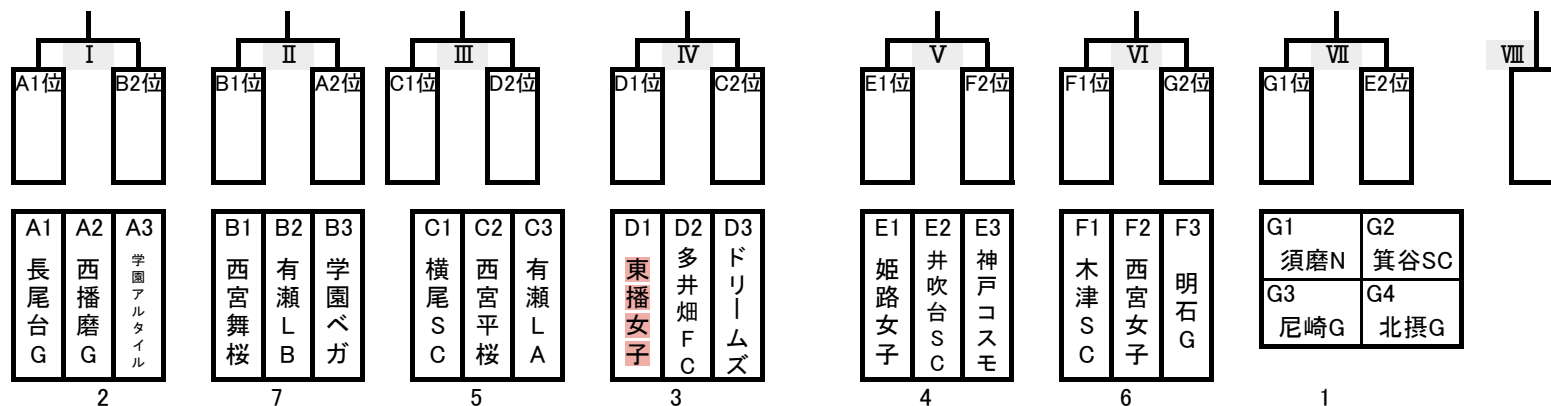 Ⅰ Ⅱ Ⅲ Ⅳ Ⅴ Ⅵ Ⅶ Ⅷ
A1位 B2位 B1位 A2位 C1位 D2位 D1位 C2位 E1位 F2位 F1位 G2位 G1位 E2位
A1 長尾台G
A2 西播磨G
A3 学園アルタイル
B1 西宮舞桜
B2 有瀬LB
B3 学園ベガ
C1 横尾SC
C2 西宮平桜
C3 有瀬LA
D1 東播女子
D2 多井畑FC
D3 ドリームズ
E1 姫路女子
E2 井吹台SC
E3 神戸コスモ
F1 木津SC
F2 西宮女子
F3 明石G
G1 須磨N
G2 箕谷SC
G3 尼崎G
G4 北摂G
2 7 5 3 4 6 1